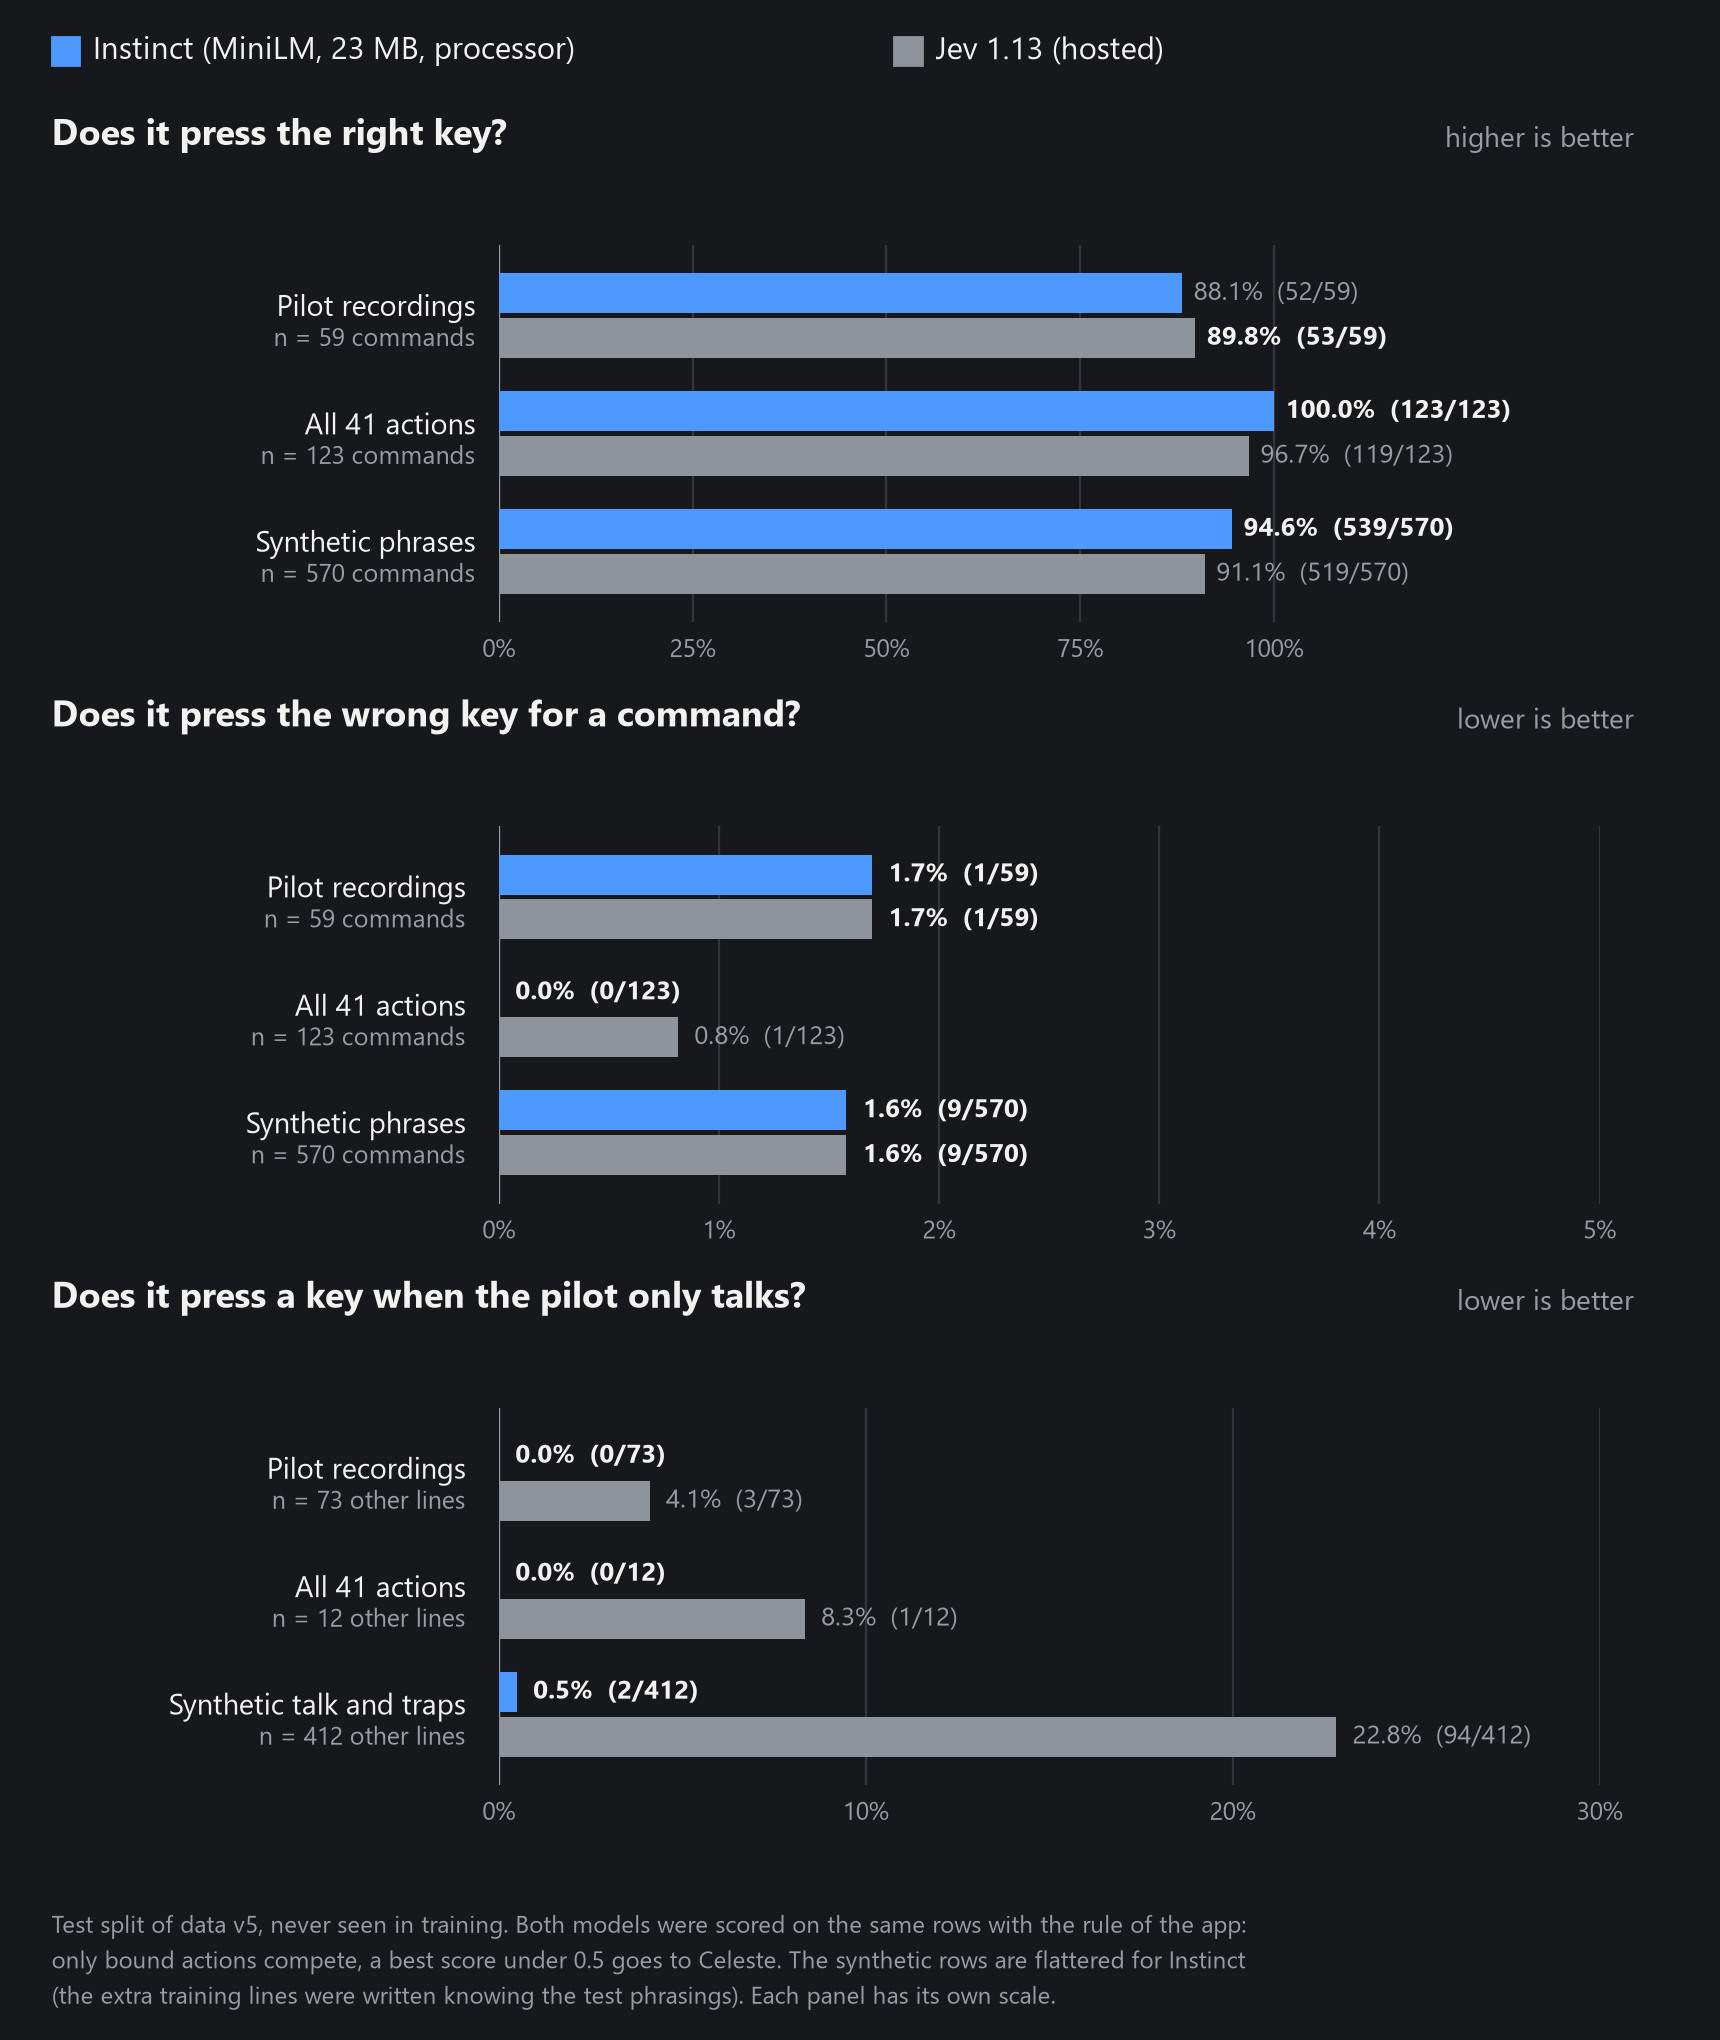 Instinct (MiniLM, 23 MB, processor)
Jev 1.13 (hosted)
Does it press the right key?
higher is better
Pilot recordings
n = 59 commands
88.1% (52/59)
89.8% (53/59)
All 41 actions
n = 123 commands
100.0% (123/123)
96.7% (119/123)
Synthetic phrases
n = 570 commands
94.6% (539/570)
91.1% (519/570)
0% 25% 50% 75% 100%
Does it press the wrong key for a command?
lower is better
Pilot recordings
n = 59 commands
1.7% (1/59)
1.7% (1/59)
All 41 actions
n = 123 commands
0.0% (0/123)
0.8% (1/123)
Synthetic phrases
n = 570 commands
1.6% (9/570)
1.6% (9/570)
0% 1% 2% 3% 4% 5%
Does it press a key when the pilot only talks?
lower is better
Pilot recordings
n = 73 other lines
0.0% (0/73)
4.1% (3/73)
All 41 actions
n = 12 other lines
0.0% (0/12)
8.3% (1/12)
Synthetic talk and traps
n = 412 other lines
0.5% (2/412)
22.8% (94/412)
0% 10% 20% 30%
Test split of data v5, never seen in training. Both models were scored on the same rows with the rule of the app:
only bound actions compete, a best score under 0.5 goes to Celeste. The synthetic rows are flattered for Instinct
(the extra training lines were written knowing the test phrasings). Each panel has its own scale.